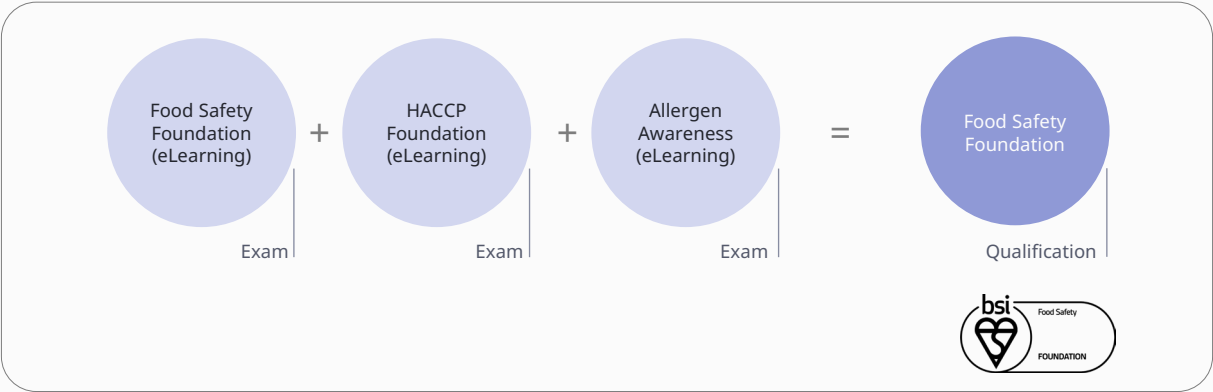 Food Safety
Foundation
(eLearning)
+
HACCP
Foundation
(eLearning)
+
Allergen
Awareness
(eLearning)
=
Food Safety
Foundation
Exam
Exam
Exam
Qualification
bsi
Food Safety
FOUNDATION